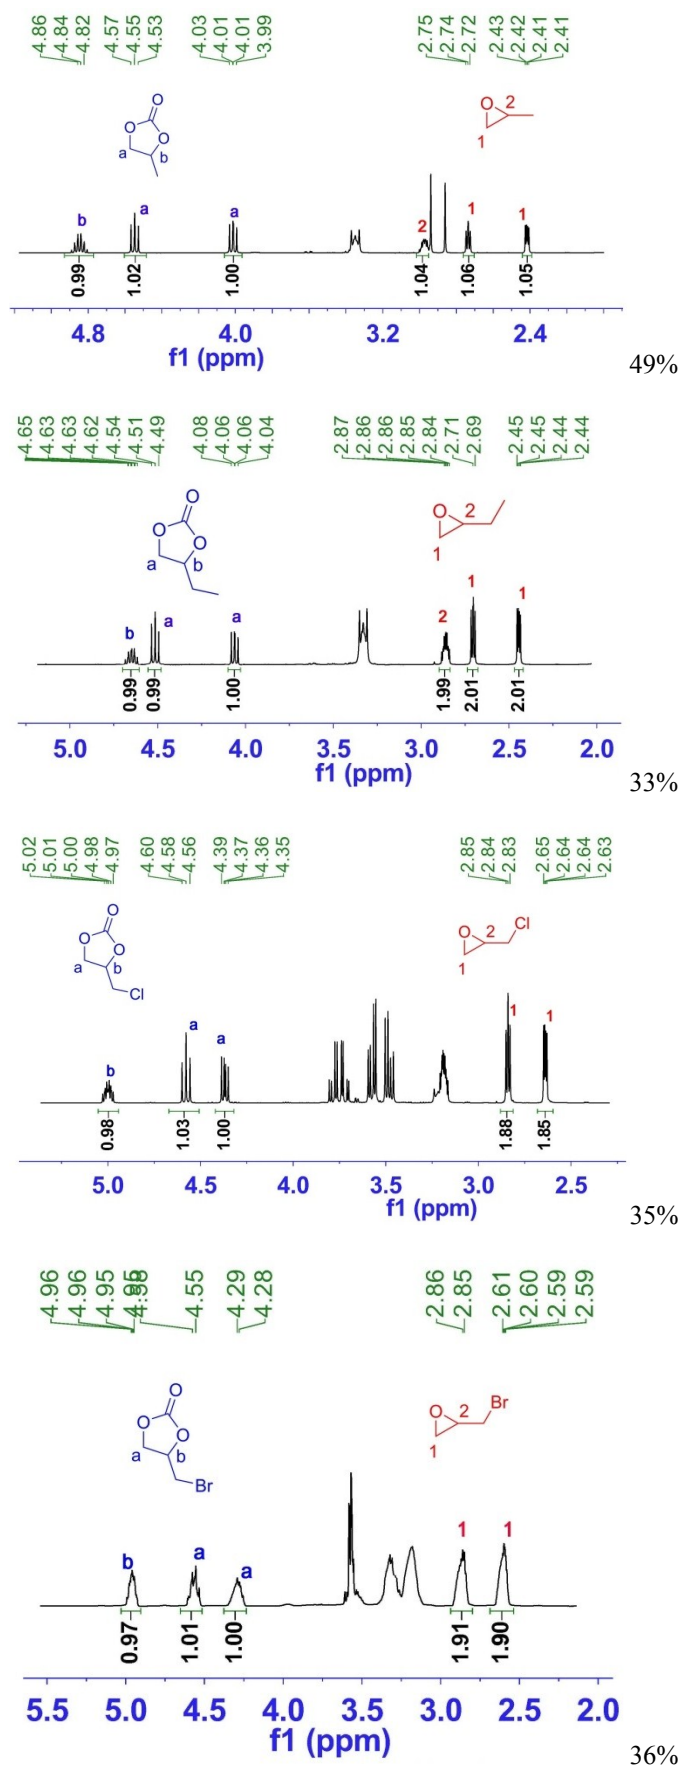 4.86 4.84 4.82 4.57 4.55 4.53 4.03 4.01 4.01 3.99 2.75 2.74 2.72 2.43 2.42 2.41 2.41
O
O O
a b
O 2
1
b a a 2 1 1
0.99 1.02 1.00 1.04 1.06 1.05
4.8 4.0 3.2 2.4
f1 (ppm)
49%
4.65 4.63 4.63 4.62 4.54 4.51 4.49 4.08 4.06 4.06 4.04 2.87 2.86 2.86 2.85 2.84 2.71 2.69 2.45 2.45 2.44 2.44
O
O O
a b
O 2
1
b a a 2 1 1
0.99 0.99 1.00 1.99 2.01 2.01
5.0 4.5 4.0 3.5 3.0 2.5 2.0
f1 (ppm)
33%
5.02 5.01 5.00 4.98 4.97 4.60 4.58 4.56 4.39 4.37 4.36 4.35 2.85 2.84 2.83 2.65 2.64 2.64 2.63
O
O O
a b
Cl
O 2 Cl
1
b a a 1 1
0.98 1.03 1.00 1.88 1.85
5.0 4.5 4.0 3.5 3.0 2.5
f1 (ppm)
35%
4.96 4.96 4.95 4.55 4.29 4.28 2.86 2.85 2.61 2.60 2.59 2.59
O
O O
a b
Br
O 2 Br
1
b a a 1 1
0.97 1.01 1.00 1.91 1.90
5.5 5.0 4.5 4.0 3.5 3.0 2.5 2.0
f1 (ppm)
36%